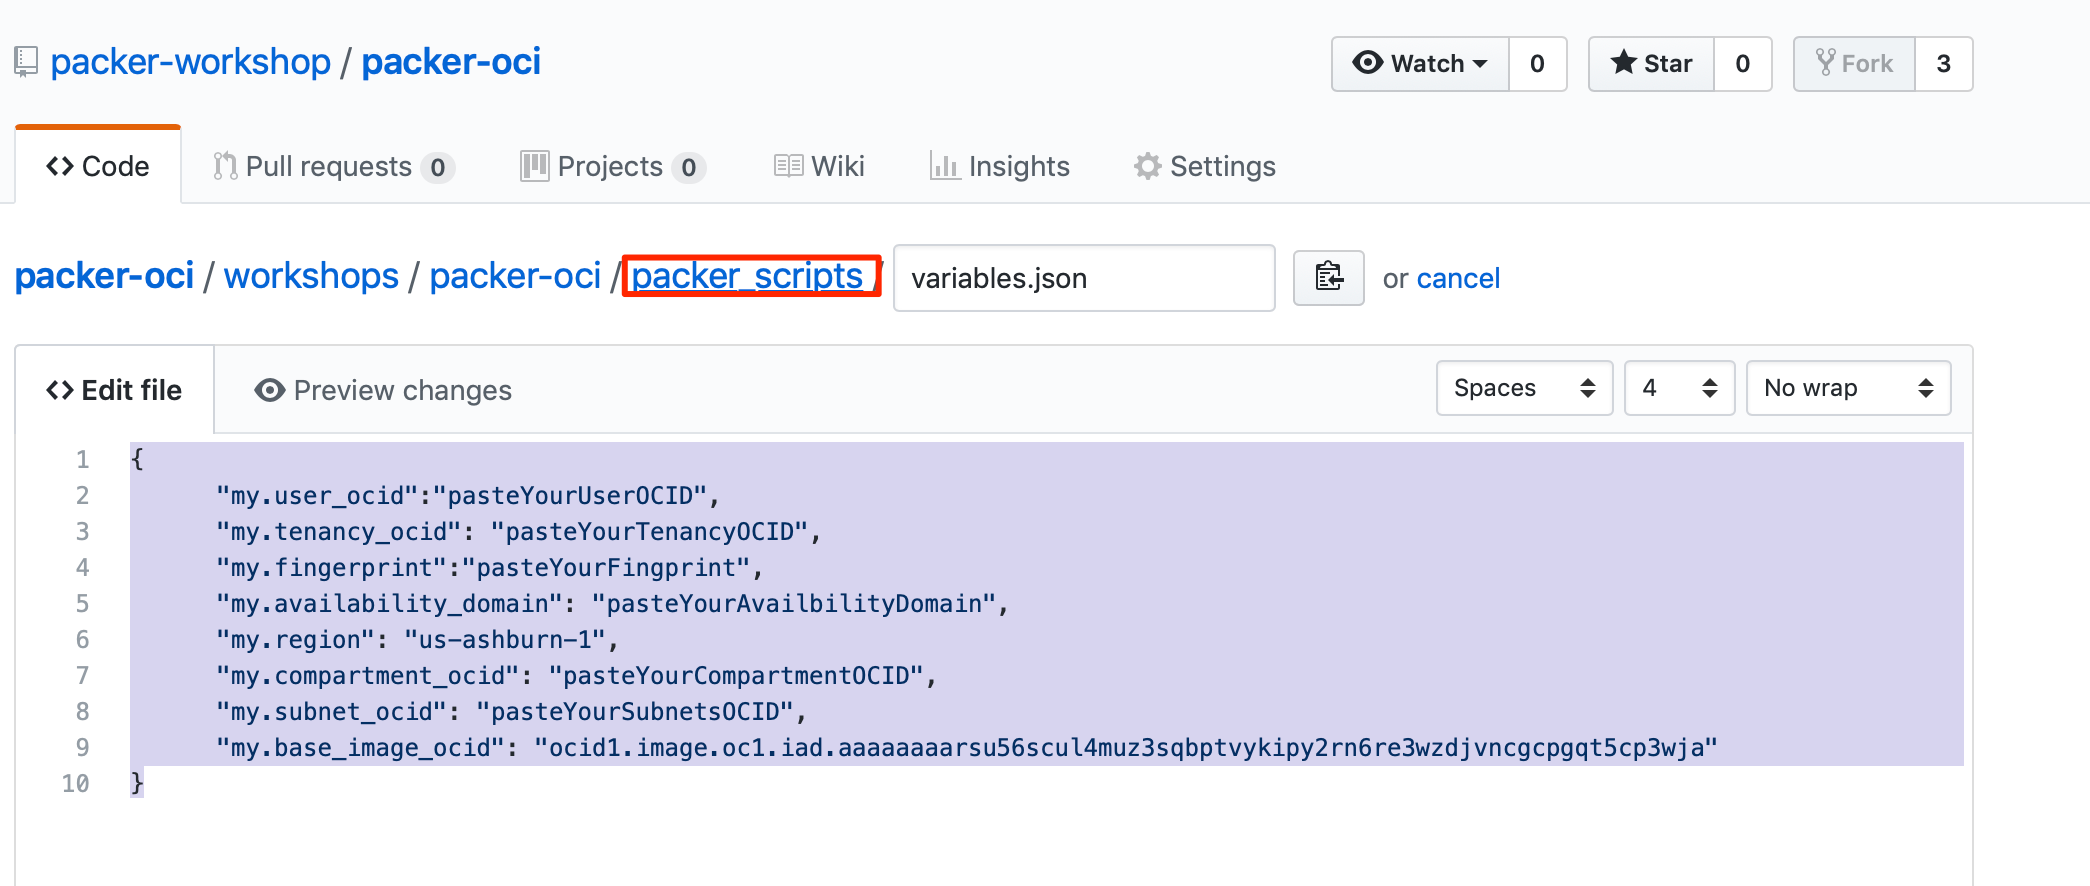 packer-workshop / packer-oci
Watch 0 Star 0 Fork 3
Code Pull requests 0 Projects 0 Wiki Insights Settings
packer-oci / workshops / packer-oci / packer_scripts / variables.json or cancel
Edit file Preview changes Spaces 4 No wrap
1 {
2 "my.user_ocid":"pasteYourUserOCID",
3 "my.tenancy_ocid": "pasteYourTenancyOCID",
4 "my.fingerprint":"pasteYourFingprint",
5 "my.availability_domain": "pasteYourAvailbilityDomain",
6 "my.region": "us-ashburn-1",
7 "my.compartment_ocid": "pasteYourCompartmentOCID",
8 "my.subnet_ocid": "pasteYourSubnetsOCID",
9 "my.base_image_ocid": "ocid1.image.oc1.iad.aaaaaaaarsu56scul4muz3sqbptvykipy2rn6re3wzdjvncgcpgqt5cp3wja"
10 }